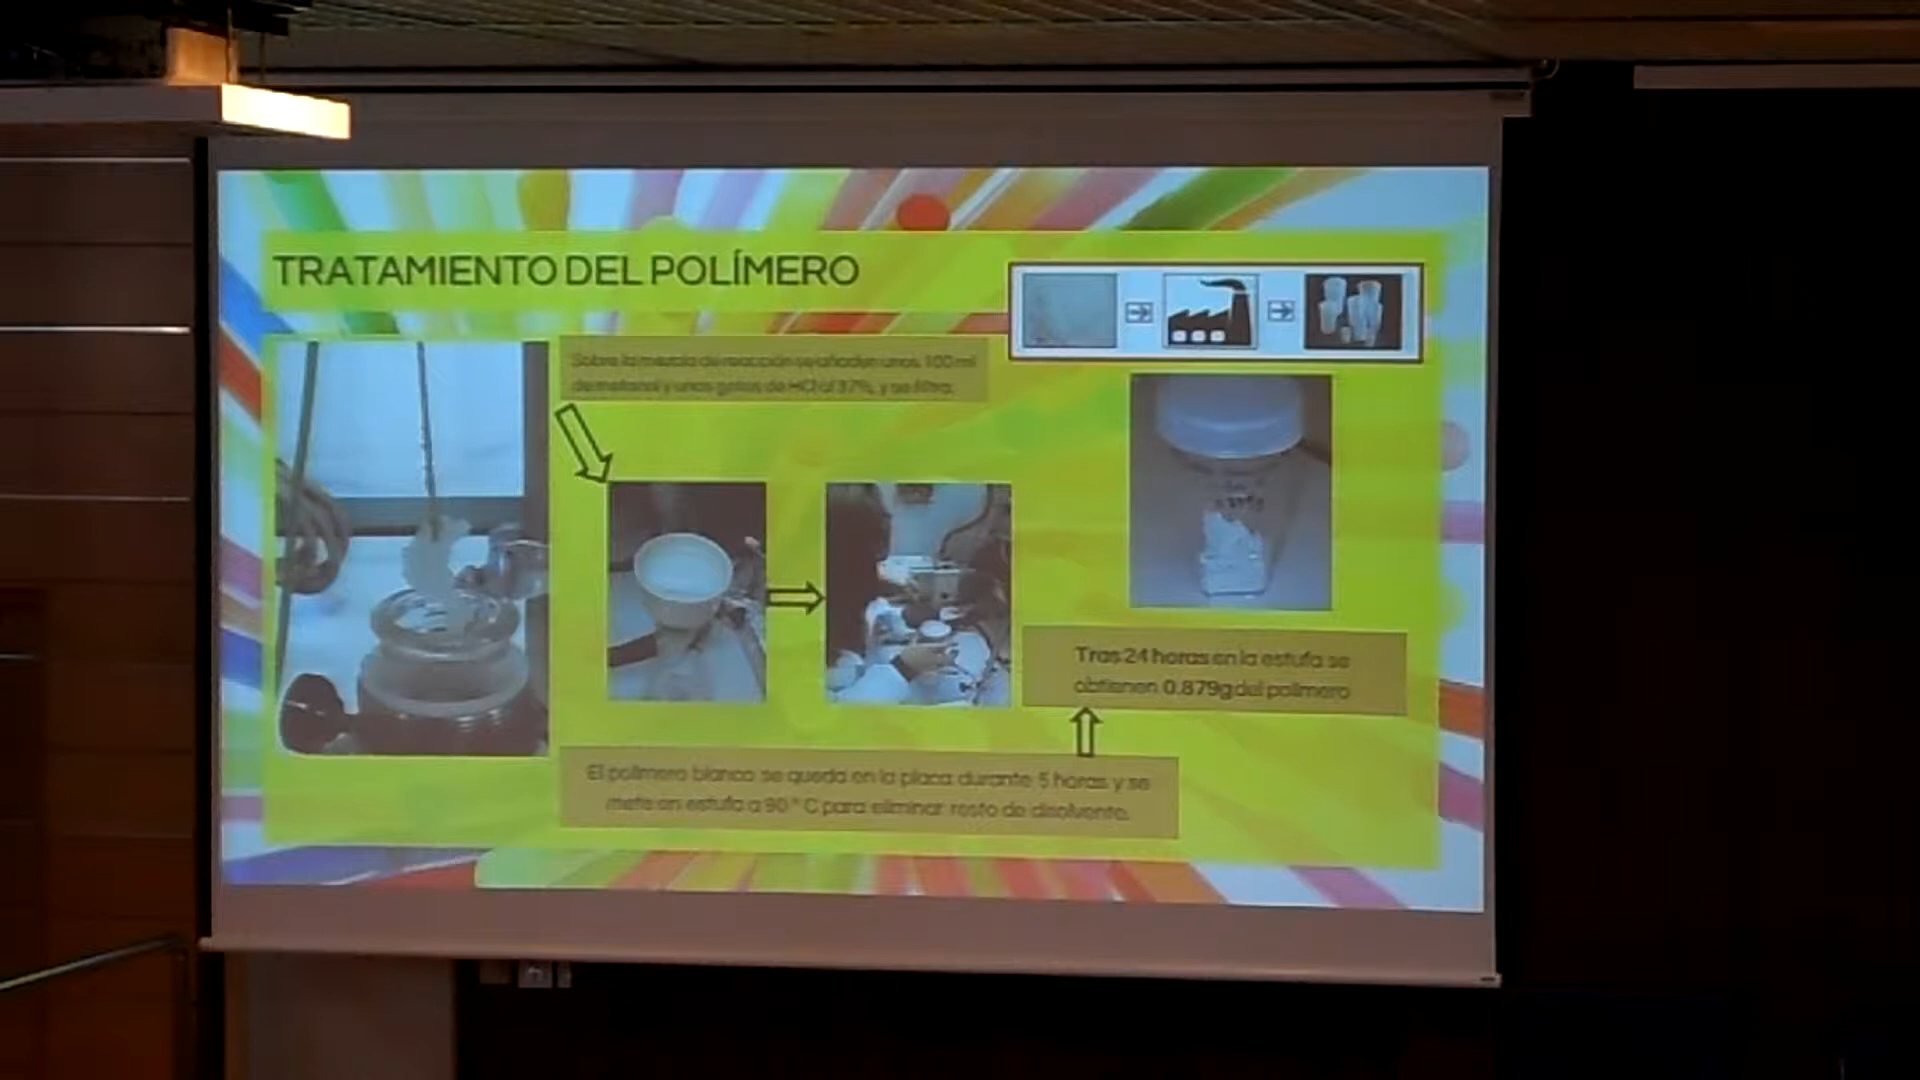 TRATAMIENTO DEL POLÍMERO
Sobre la mezcla de reacción se añaden unos 100 ml
de metanol y unas gotas de HCl al 37%, y se filtra.
Tras 24 horas en la estufa se
obtienen 0.879g del polímero
El polímero blanco se queda en la placa durante 5 horas y se
mete en estufa a 90 º C para eliminar resto de disolvente.